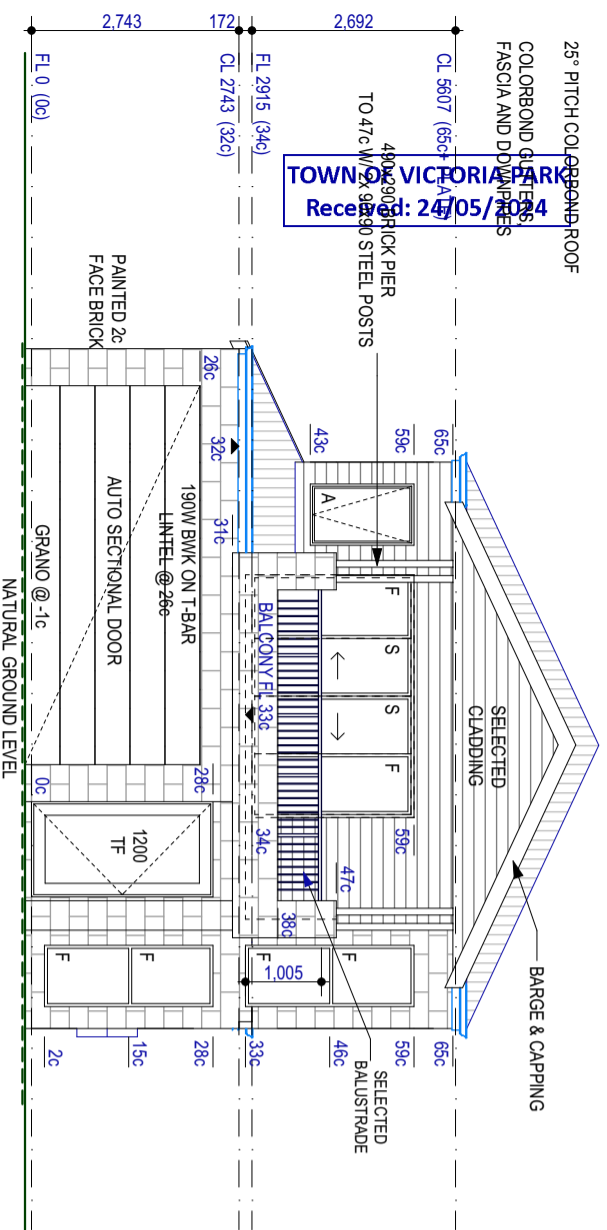 25° PITCH COLORBOND ROOF
COLORBOND GUTTERS,
FASCIA AND DOWNPIPES
TOWN OF VICTORIA PARK
Received: 24/05/2024
490x290 BRICK PIER
TO 47c W/ 2x 90x90 STEEL POSTS
2,743
172
2,692
FL 0 (0c)
CL 2743 (32c)
FL 2915 (34c)
CL 5607 (65c+ PLATE)
PAINTED 2c
FACE BRICK
26c
32c
31c
43c
59c
65c
A
190W BWK ON T-BAR
LINTEL @ 26c
AUTO SECTIONAL DOOR
GRANO @ -1c
NATURAL GROUND LEVEL
BALCONY FL 33c
F
S
S
F
SELECTED
CLADDING
0c
28c
34c
59c
47c
38c
1200
TF
F
F
F
F
1,005
2c
15c
28c
33c
46c
59c
65c
SELECTED
BALUSTRADE
BARGE & CAPPING